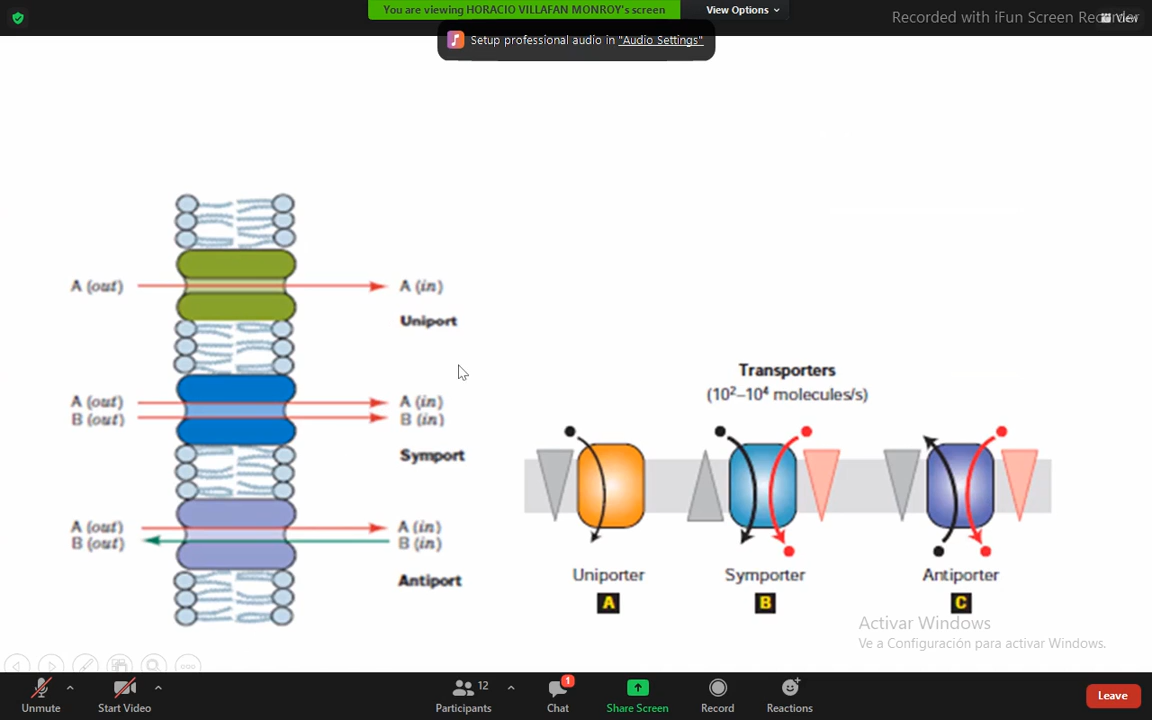 You are viewing HORACIO VILLAFAN MONROY's screen
View Options
Recorded with iFun Screen Recorder
View
Setup professional audio in "Audio Settings"
A (out)
A (in)
Uniport
A (out)
A (in)
B (out)
B (in)
Symport
A (out)
A (in)
B (out)
B (in)
Antiport
Transporters
(10²–10⁴ molecules/s)
Uniporter
Symporter
Antiporter
A
B
C
Activar Windows
Ve a Configuración para activar Windows.
Unmute
Start Video
12
Participants
1
Chat
Share Screen
Record
Reactions
Leave